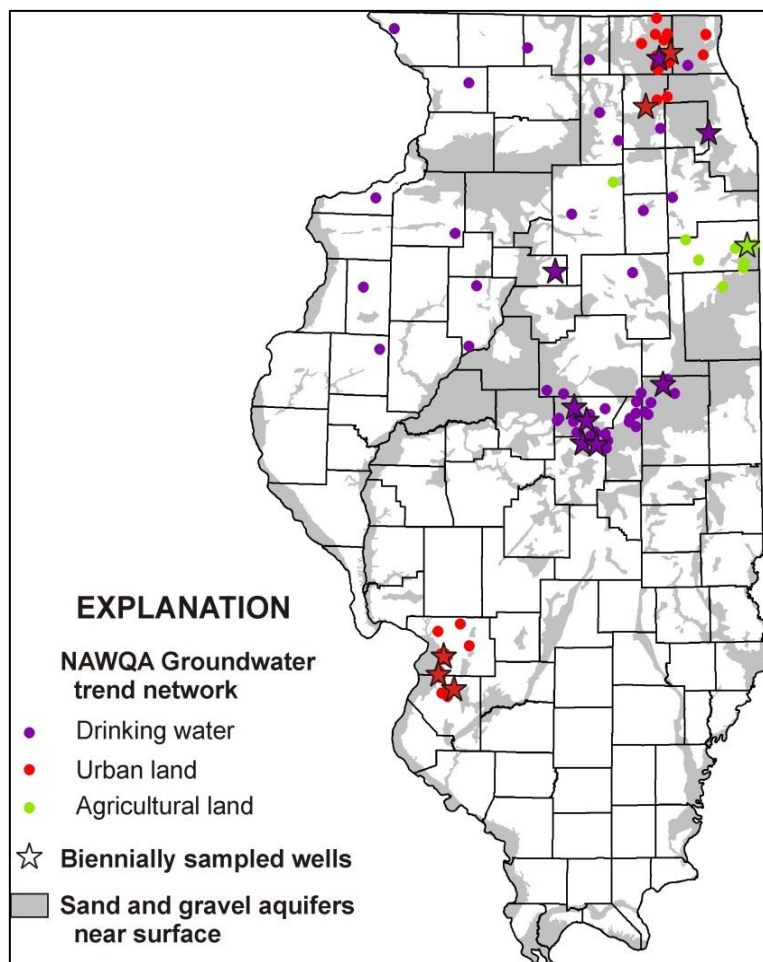 EXPLANATION
NAWQA Groundwater
trend network
Drinking water
Urban land
Agricultural land
Biennially sampled wells
Sand and gravel aquifers
near surface